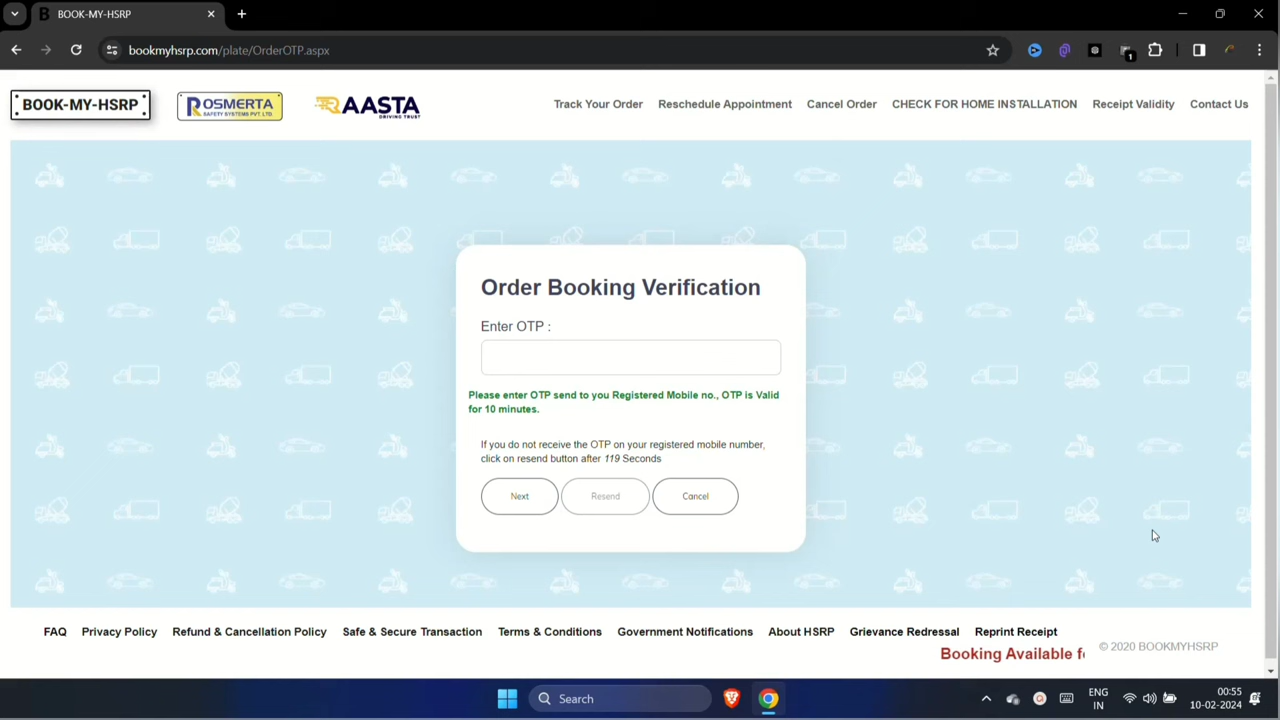 BOOK-MY-HSRP
bookmyhsrp.com/plate/OrderOTP.aspx
1
BOOK-MY-HSRP
ROSMERTA
SAFETY SYSTEMS PVT. LTD.
RAASTA
DRIVING TRUST
Track Your Order
Reschedule Appointment
Cancel Order
CHECK FOR HOME INSTALLATION
Receipt Validity
Contact Us
Order Booking Verification
Enter OTP :
Please enter OTP send to you Registered Mobile no., OTP is Valid
for 10 minutes.
If you do not receive the OTP on your registered mobile number,
click on resend button after 119 Seconds
Next
Resend
Cancel
FAQ
Privacy Policy
Refund & Cancellation Policy
Safe & Secure Transaction
Terms & Conditions
Government Notifications
About HSRP
Grievance Redressal
Reprint Receipt
Booking Available f
© 2020 BOOKMYHSRP
Search
ENG
IN
00:55
10-02-2024